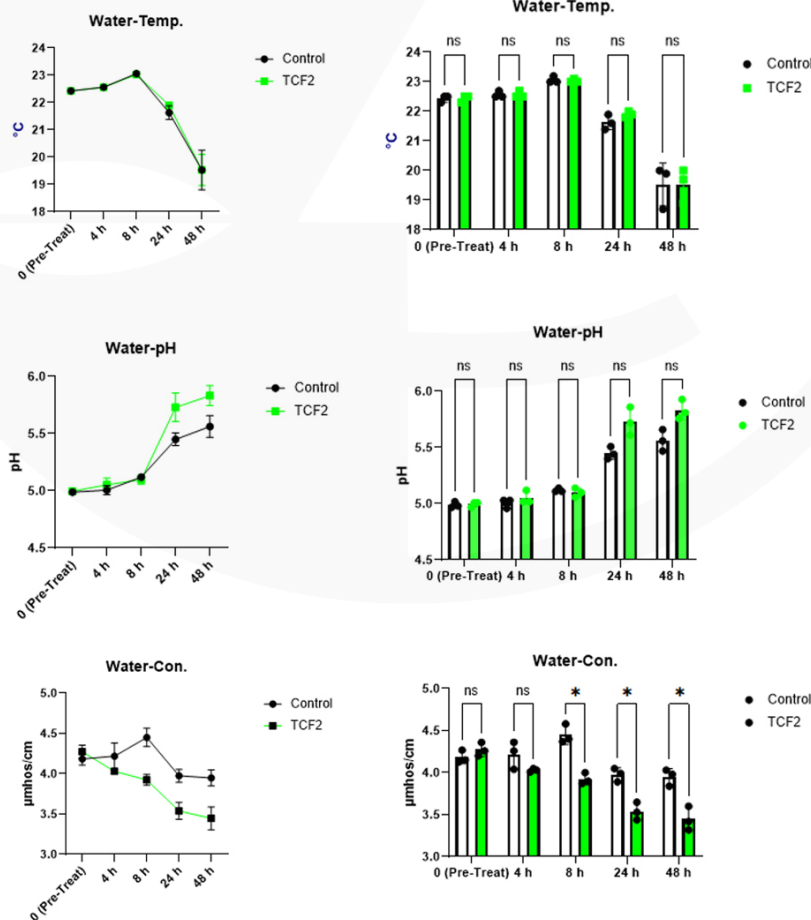 Water-Temp.
24
23
22
21
20
19
18
°C
0 (Pre-Treat)
4 h
8 h
24 h
48 h
Control
TCF2
Water-Temp.
ns ns ns ns ns
24
23
22
21
20
19
18
°C
0 (Pre-Treat) 4 h 8 h 24 h 48 h
Control
TCF2
Water-pH
6.0
5.5
5.0
4.5
pH
0 (Pre-Treat)
4 h
8 h
24 h
48 h
Control
TCF2
Water-pH
ns ns ns ns ns
6.0
5.5
5.0
4.5
pH
0 (Pre-Treat) 4 h 8 h 24 h 48 h
Control
TCF2
Water-Con.
5.0
4.5
4.0
3.5
3.0
µmhos/cm
0 (Pre-Treat)
4 h
8 h
24 h
48 h
Control
TCF2
Water-Con.
ns ns * * *
5.0
4.5
4.0
3.5
3.0
µmhos/cm
0 (Pre-Treat) 4 h 8 h 24 h 48 h
Control
TCF2